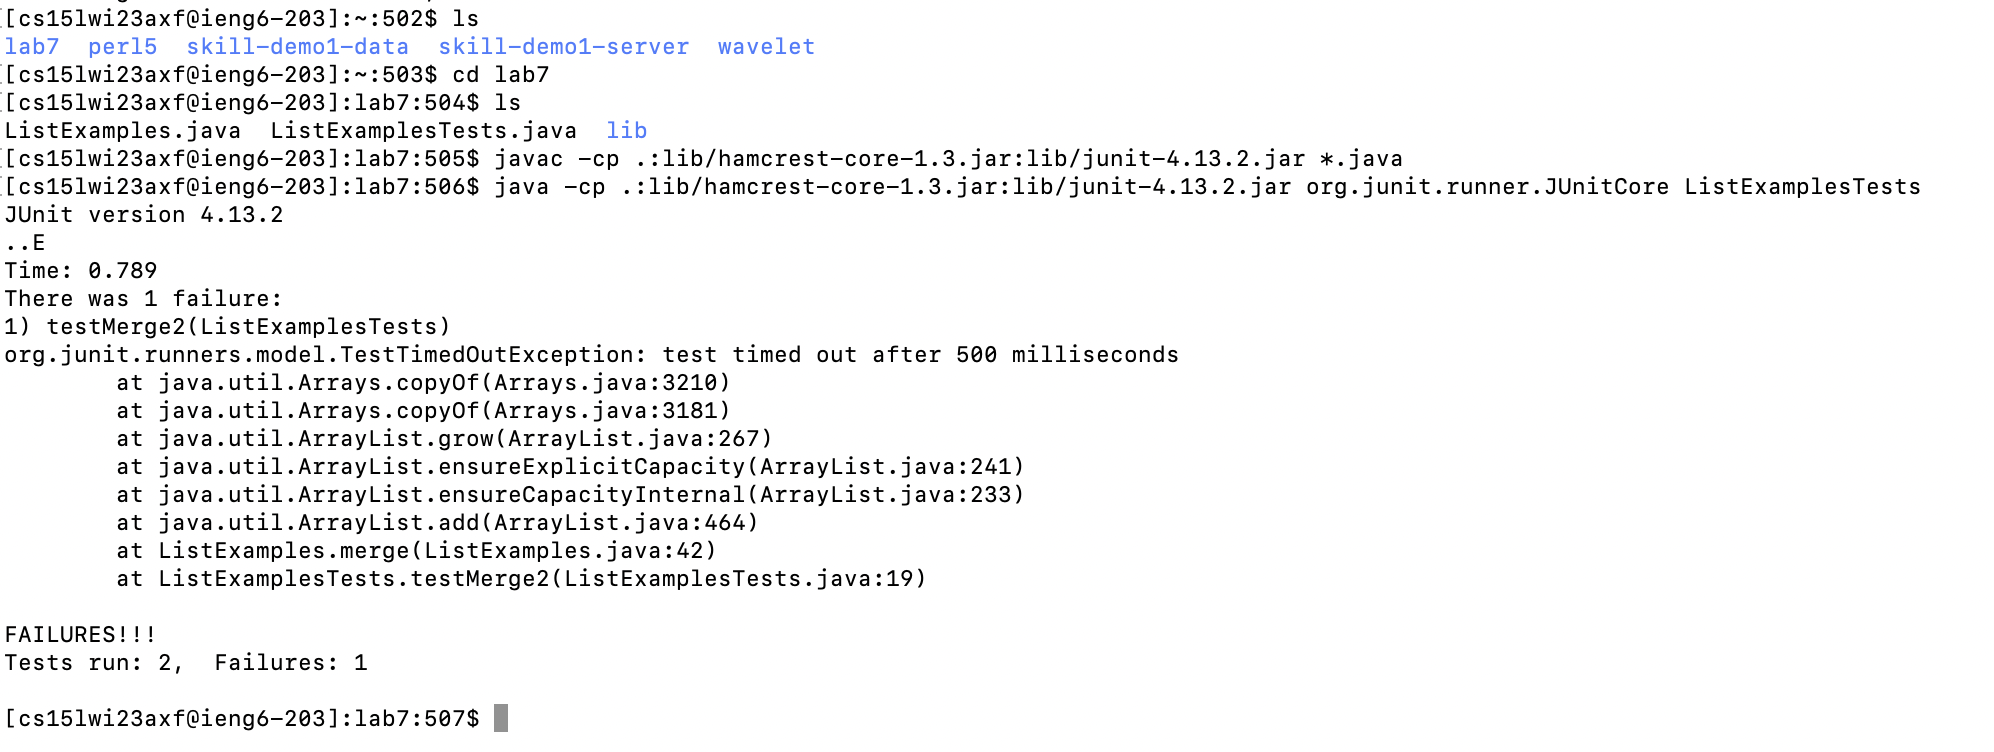 [cs15lwi23axf@ieng6-203]:~:502$ ls
lab7  perl5  skill-demo1-data  skill-demo1-server  wavelet
[cs15lwi23axf@ieng6-203]:~:503$ cd lab7
[cs15lwi23axf@ieng6-203]:lab7:504$ ls
ListExamples.java  ListExamplesTests.java  lib
[cs15lwi23axf@ieng6-203]:lab7:505$ javac -cp .:lib/hamcrest-core-1.3.jar:lib/junit-4.13.2.jar *.java
[cs15lwi23axf@ieng6-203]:lab7:506$ java -cp .:lib/hamcrest-core-1.3.jar:lib/junit-4.13.2.jar org.junit.runner.JUnitCore ListExamplesTests
JUnit version 4.13.2
..E
Time: 0.789
There was 1 failure:
1) testMerge2(ListExamplesTests)
org.junit.runners.model.TestTimedOutException: test timed out after 500 milliseconds
        at java.util.Arrays.copyOf(Arrays.java:3210)
        at java.util.Arrays.copyOf(Arrays.java:3181)
        at java.util.ArrayList.grow(ArrayList.java:267)
        at java.util.ArrayList.ensureExplicitCapacity(ArrayList.java:241)
        at java.util.ArrayList.ensureCapacityInternal(ArrayList.java:233)
        at java.util.ArrayList.add(ArrayList.java:464)
        at ListExamples.merge(ListExamples.java:42)
        at ListExamplesTests.testMerge2(ListExamplesTests.java:19)
FAILURES!!!
Tests run: 2,  Failures: 1
[cs15lwi23axf@ieng6-203]:lab7:507$